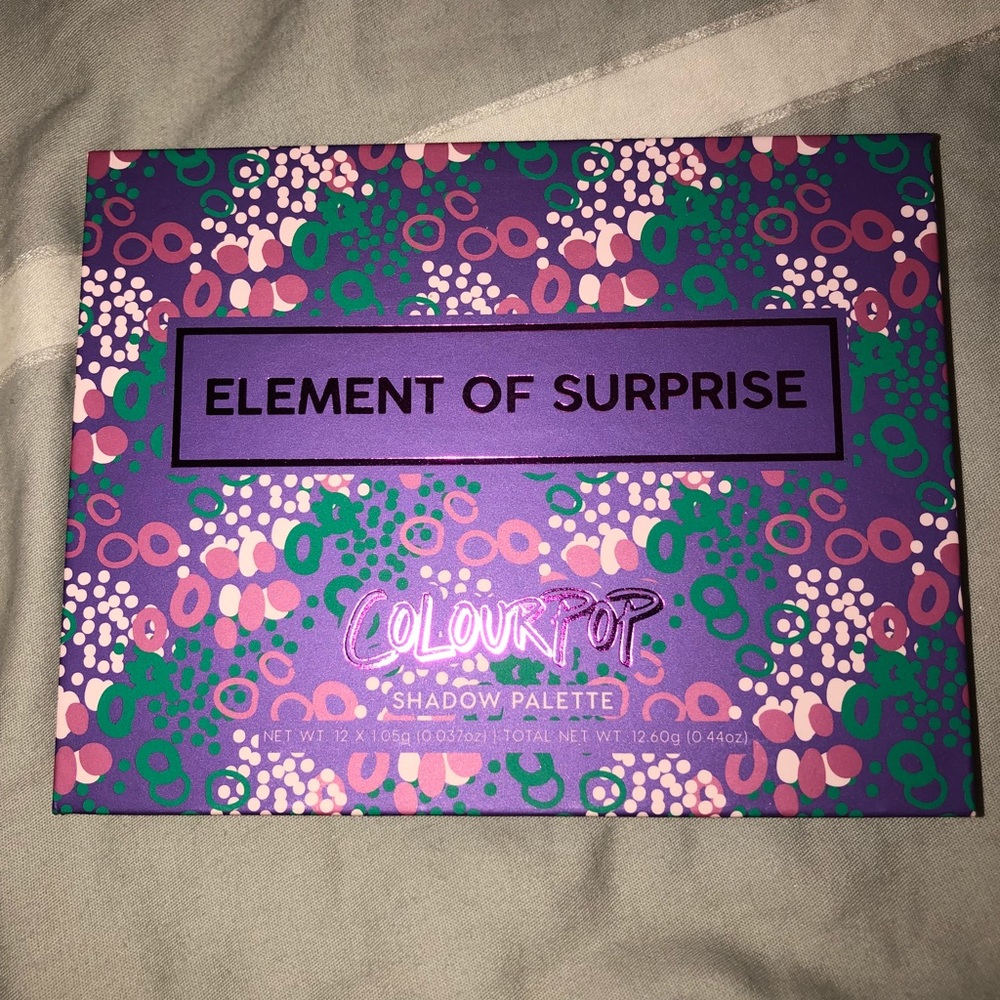 ELEMENT OF SURPRISE
COLOURPOP
SHADOW PALETTE
NET WT. 12 X 1.05g (0.037oz) | TOTAL NET WT. 12.60g (0.44oz)